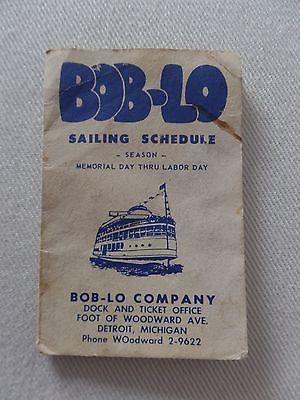 BOB-LO
SAILING SCHEDULE
- SEASON -
MEMORIAL DAY THRU LABOR DAY
BOB-LO COMPANY
DOCK AND TICKET OFFICE
FOOT OF WOODWARD AVE.
DETROIT, MICHIGAN
Phone WOodward 2-9622